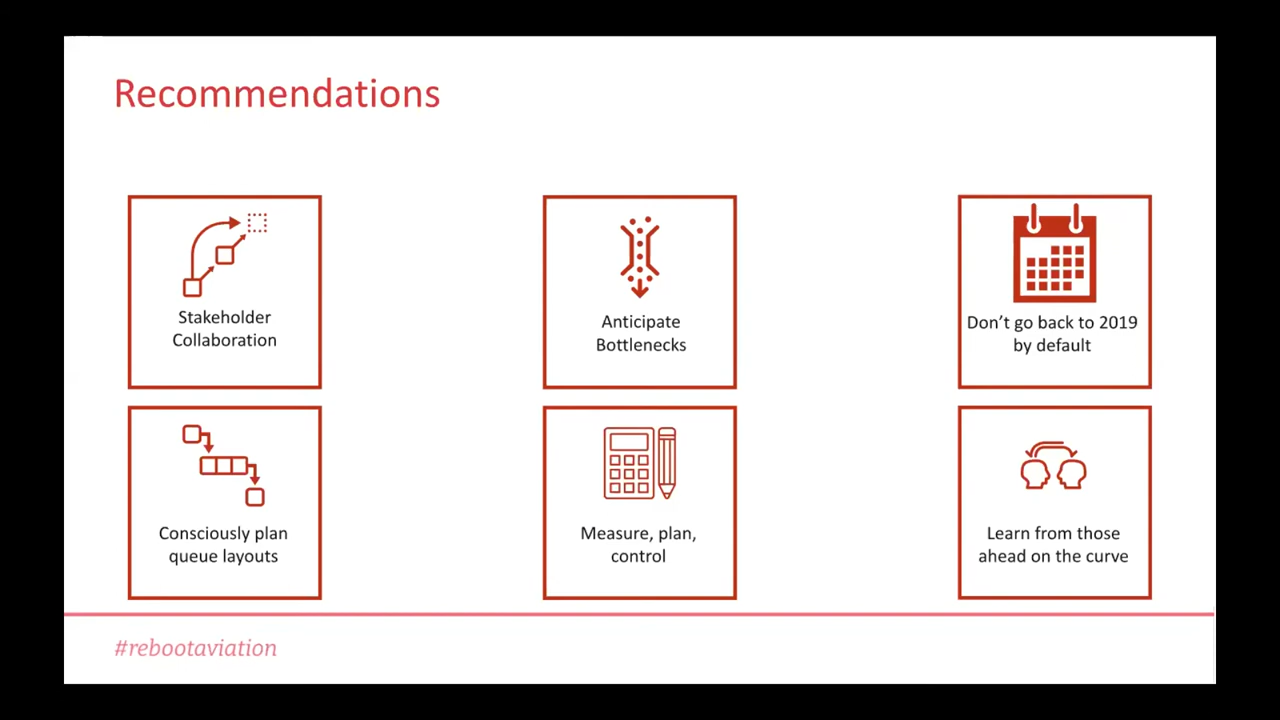 Recommendations
Stakeholder
Collaboration
Anticipate
Bottlenecks
Don't go back to 2019
by default
Consciously plan
queue layouts
Measure, plan,
control
Learn from those
ahead on the curve
#rebootaviation